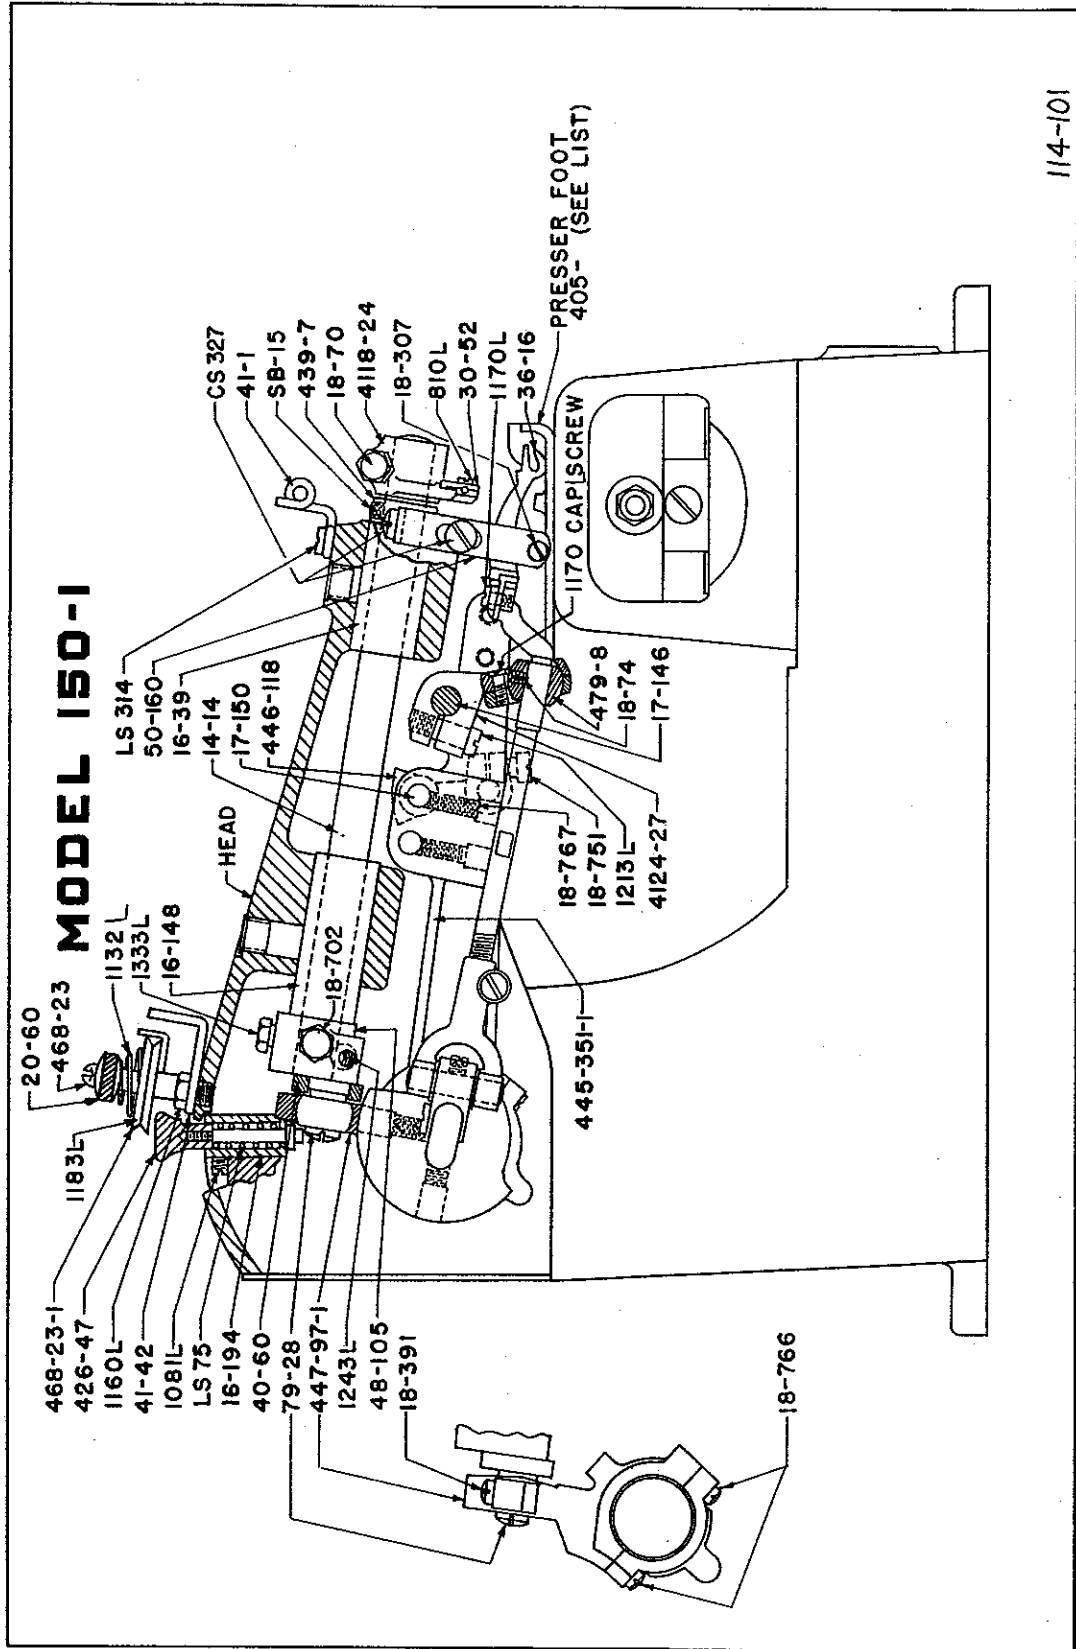 MODEL 150-1
20-60
468-23
1132L
1333L
16-148
HEAD
LS 314
50-160
16-39
14-14
17-150
446-118
CS 327
41-1
SB-15
439-7
18-70
4118-24
18-307
810L
30-52
1170L
36-16
PRESSER FOOT
405- (SEE LIST)
1170 CAP SCREW
1183L
468-23-1
426-47
1160L
41-42
1081L
LS 75
16-194
40-60
79-28
447-97-1
1243L
48-105
18-391
18-702
18-767
18-751
1213L
4124-27
479-8
18-74
17-146
445-351-1
18-766
114-101